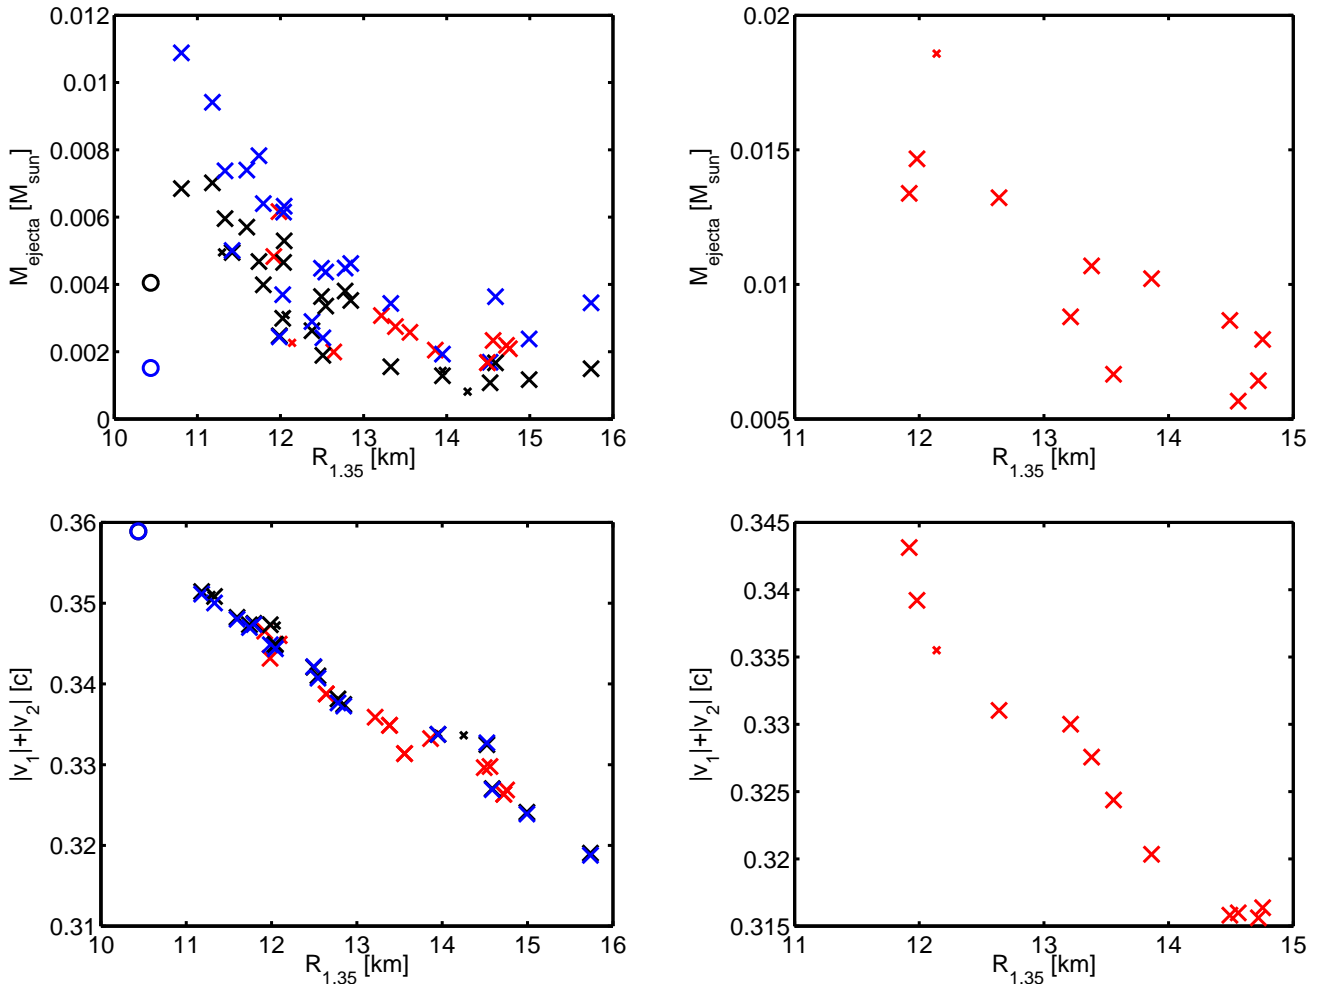 0.012
0.01
0.008
0.006
0.004
0.002
0
M_ejecta [M_sun]
10 11 12 13 14 15 16
R_1.35 [km]
0.02
0.015
0.01
0.005
M_ejecta [M_sun]
11 12 13 14 15
R_1.35 [km]
0.36
0.35
0.34
0.33
0.32
0.31
|v_1|+|v_2| [c]
10 11 12 13 14 15 16
R_1.35 [km]
0.345
0.34
0.335
0.33
0.325
0.32
0.315
|v_1|+|v_2| [c]
11 12 13 14 15
R_1.35 [km]